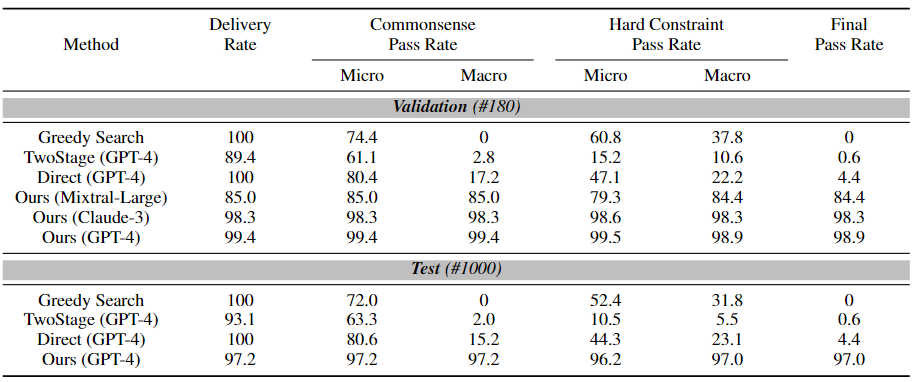 Method Delivery Rate Commonsense Pass Rate Hard Constraint Pass Rate Final Pass Rate
Micro Macro Micro Macro
Validation (#180)
Greedy Search 100 74.4 0 60.8 37.8 0
TwoStage (GPT-4) 89.4 61.1 2.8 15.2 10.6 0.6
Direct (GPT-4) 100 80.4 17.2 47.1 22.2 4.4
Ours (Mixtral-Large) 85.0 85.0 85.0 79.3 84.4 84.4
Ours (Claude-3) 98.3 98.3 98.3 98.6 98.3 98.3
Ours (GPT-4) 99.4 99.4 99.4 99.5 98.9 98.9
Test (#1000)
Greedy Search 100 72.0 0 52.4 31.8 0
TwoStage (GPT-4) 93.1 63.3 2.0 10.5 5.5 0.6
Direct (GPT-4) 100 80.6 15.2 44.3 23.1 4.4
Ours (GPT-4) 97.2 97.2 97.2 96.2 97.0 97.0